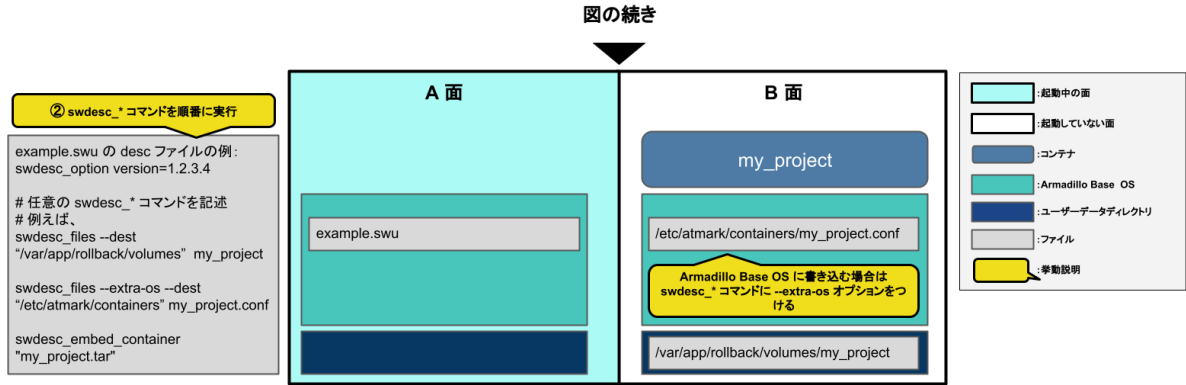 図の続き
② swdesc_* コマンドを順番に実行
example.swu の desc ファイルの例:
swdesc_option version=1.2.3.4
# 任意の swdesc_* コマンドを記述
# 例えば、
swdesc_files --dest
“/var/app/rollback/volumes” my_project
swdesc_files --extra-os --dest
“/etc/atmark/containers” my_project.conf
swdesc_embed_container
"my_project.tar"
A 面
example.swu
B 面
my_project
/etc/atmark/containers/my_project.conf
Armadillo Base OS に書き込む場合は
swdesc_* コマンドに --extra-os オプションをつ
ける
/var/app/rollback/volumes/my_project
:起動中の面
:起動していない面
:コンテナ
:Armadillo Base OS
:ユーザーデータディレクトリ
:ファイル
:挙動説明